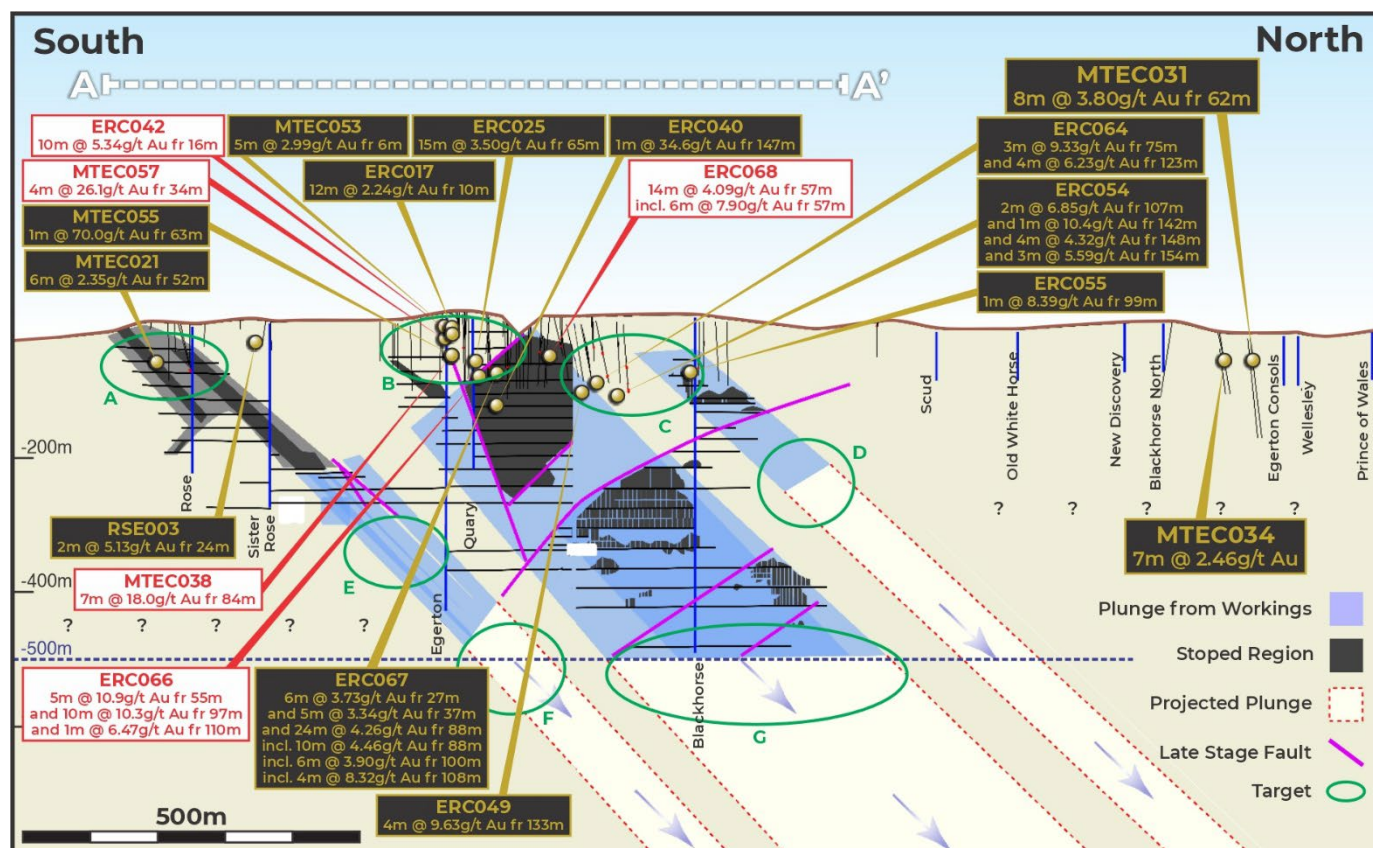 South
North
A
A'
MTEC031
8m @ 3.80g/t Au fr 62m
ERC042
10m @ 5.34g/t Au fr 16m
MTEC053
5m @ 2.99g/t Au fr 6m
ERC025
15m @ 3.50g/t Au fr 65m
ERC040
1m @ 34.6g/t Au fr 147m
ERC064
3m @ 9.33g/t Au fr 75m
and 4m @ 6.23g/t Au fr 123m
MTEC057
4m @ 26.1g/t Au fr 34m
ERC017
12m @ 2.24g/t Au fr 10m
ERC068
14m @ 4.09g/t Au fr 57m
incl. 6m @ 7.90g/t Au fr 57m
ERC054
2m @ 6.85g/t Au fr 107m
and 1m @ 10.4g/t Au fr 142m
and 4m @ 4.32g/t Au fr 148m
and 3m @ 5.59g/t Au fr 154m
MTEC055
1m @ 70.0g/t Au fr 63m
MTEC021
6m @ 2.35g/t Au fr 52m
ERC055
1m @ 8.39g/t Au fr 99m
A
B
C
D
E
F
G
-200m
-400m
-500m
Rose
Sister
Rose
Egerton
Quary
Blackhorse
Scud
Old White Horse
New Discovery
Blackhorse North
Egerton Consols
Wellesley
Prince of Wales
? ? ? ? ?
? ? ? ?
RSE003
2m @ 5.13g/t Au fr 24m
MTEC034
7m @ 2.46g/t Au
MTEC038
7m @ 18.0g/t Au fr 84m
ERC066
5m @ 10.9g/t Au fr 55m
and 10m @ 10.3g/t Au fr 97m
and 1m @ 6.47g/t Au fr 110m
ERC067
6m @ 3.73g/t Au fr 27m
and 5m @ 3.34g/t Au fr 37m
and 24m @ 4.26g/t Au fr 88m
incl. 10m @ 4.46g/t Au fr 88m
incl. 6m @ 3.90g/t Au fr 100m
incl. 4m @ 8.32g/t Au fr 108m
ERC049
4m @ 9.63g/t Au fr 133m
Plunge from Workings
Stoped Region
Projected Plunge
Late Stage Fault
Target
500m